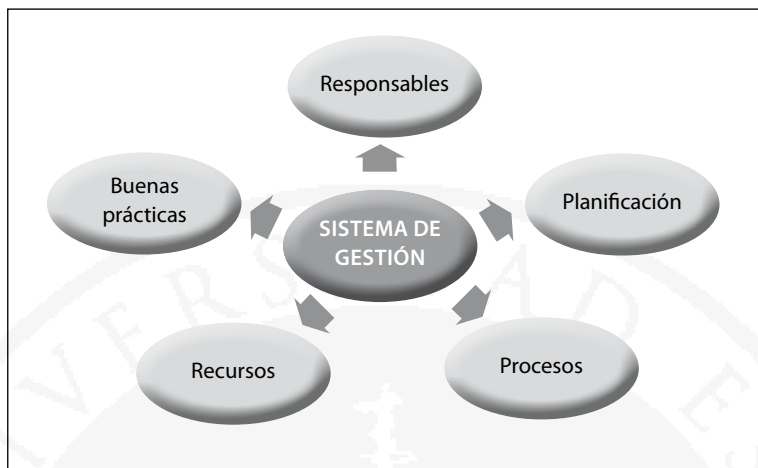 Responsables
Buenas
prácticas
Planificación
SISTEMA DE
GESTIÓN
Recursos
Procesos